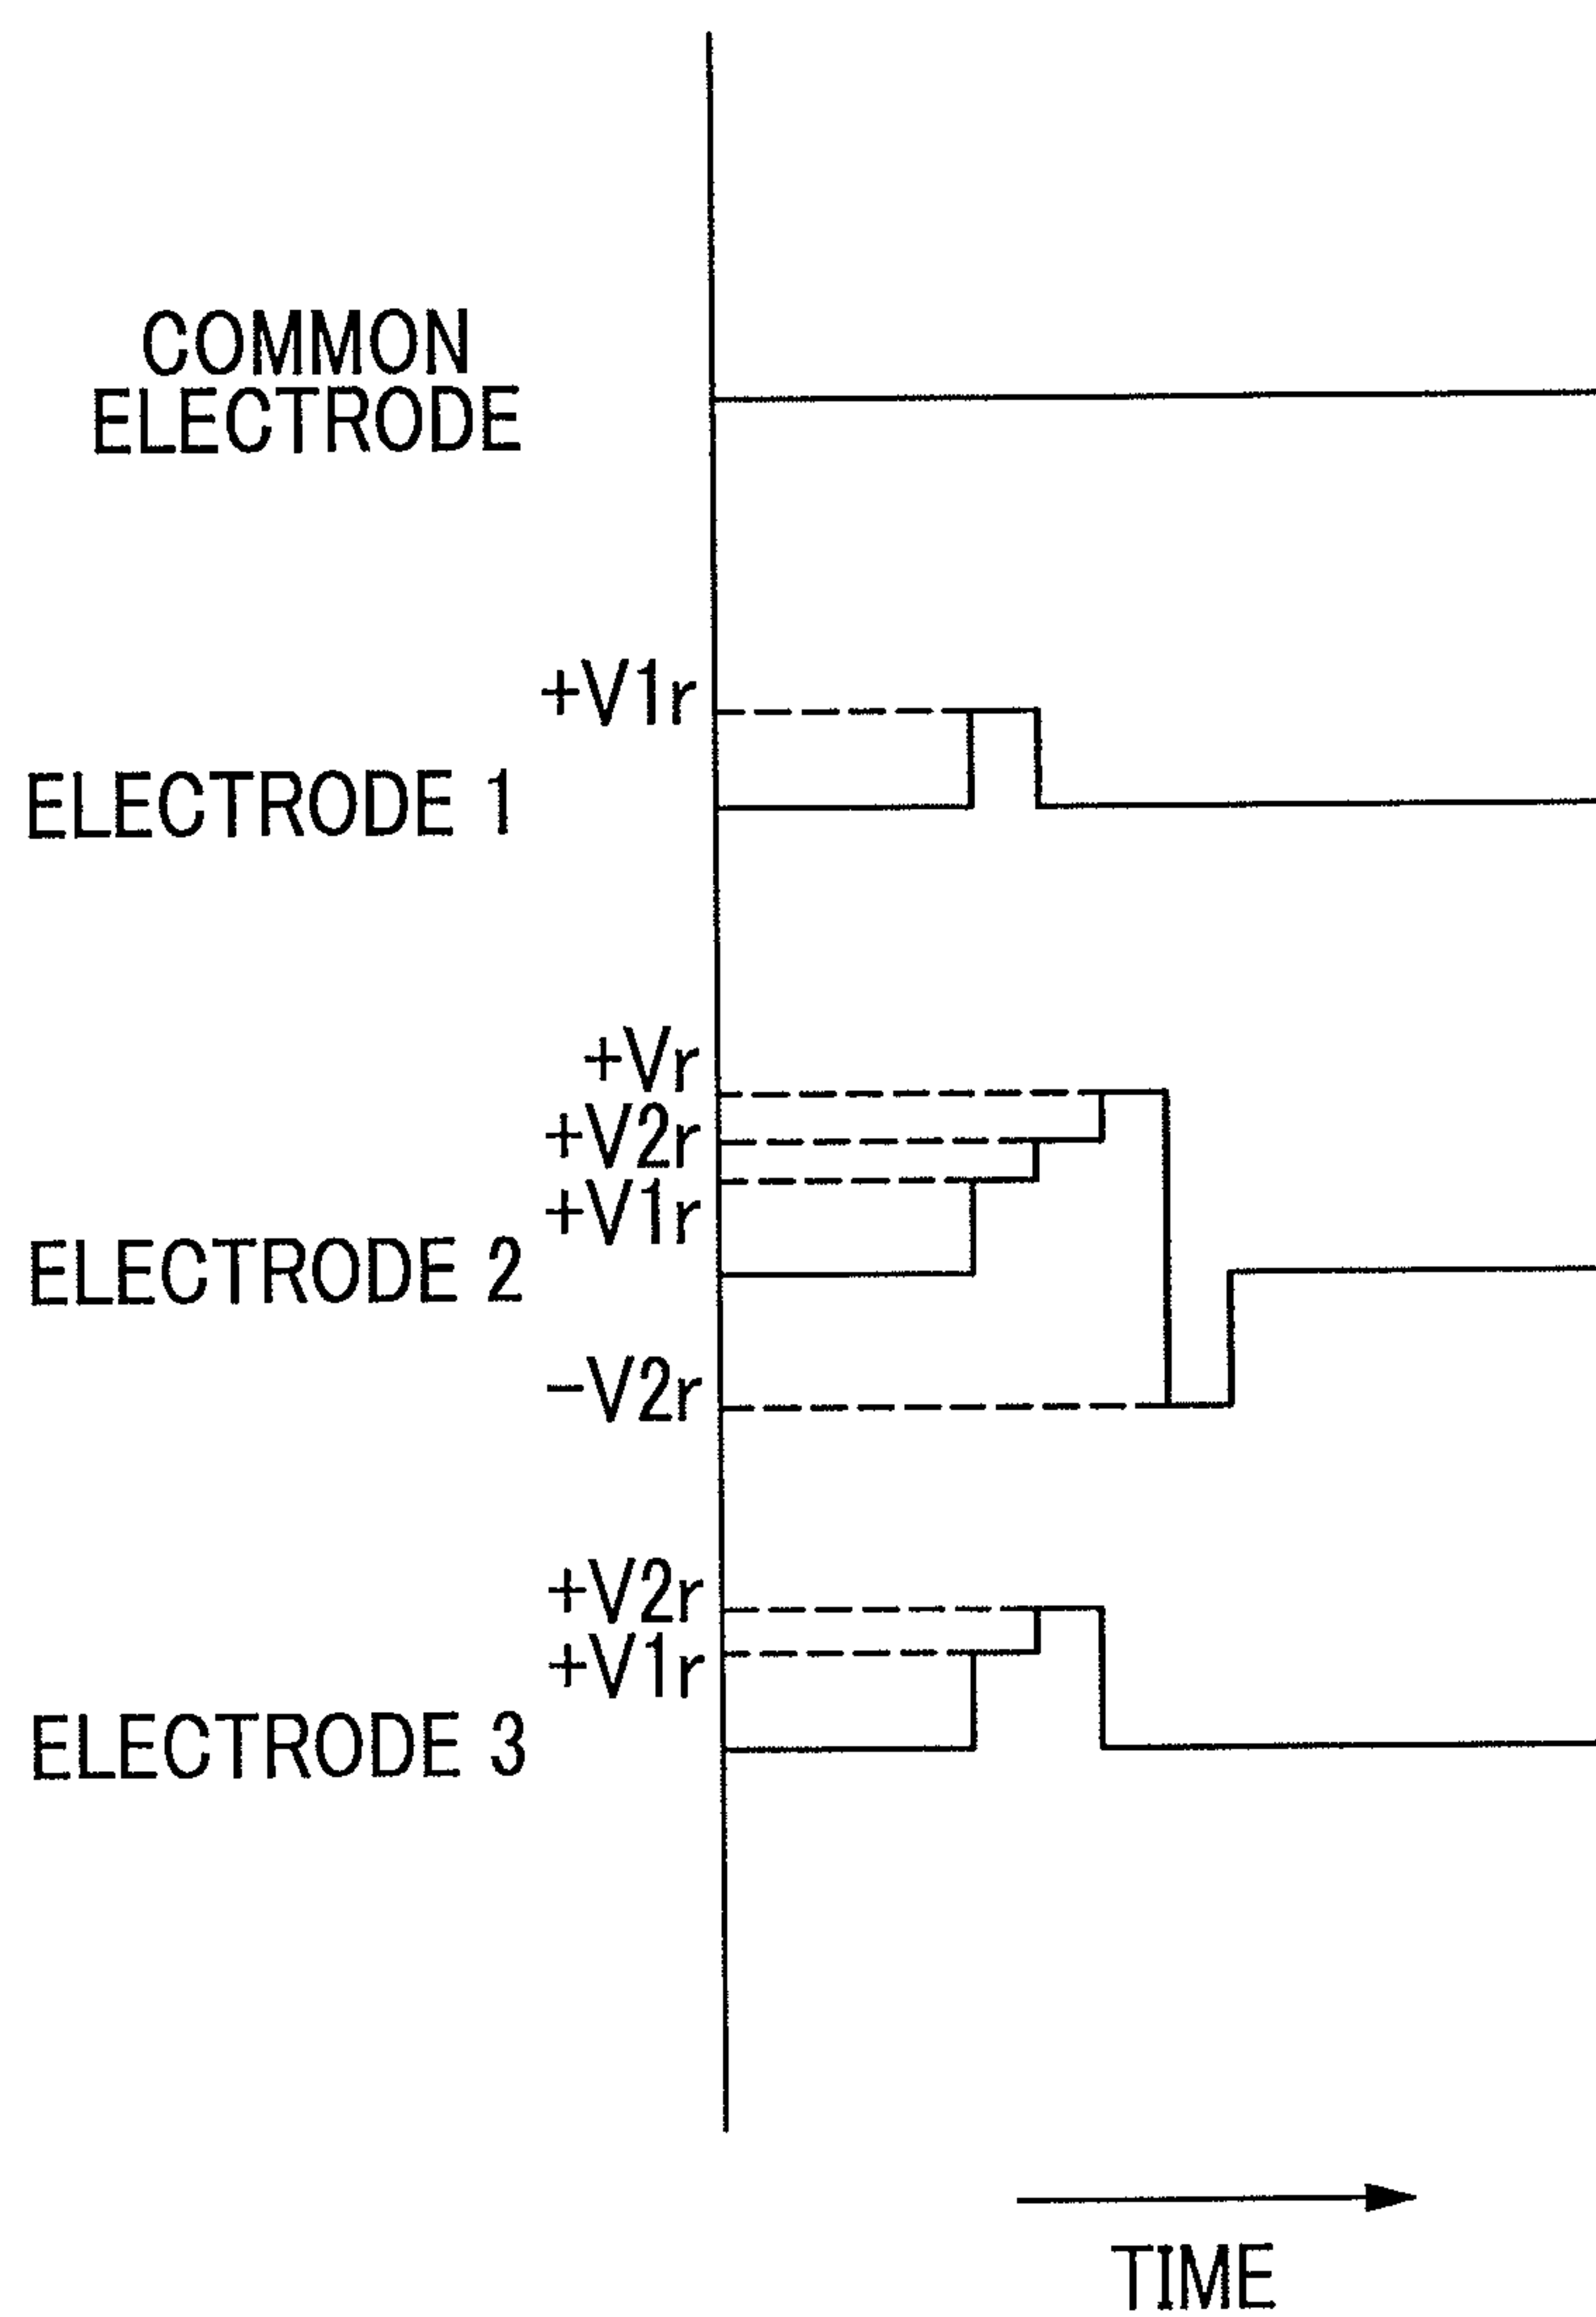 COMMON
ELECTRODE
+V1r
ELECTRODE 1
+Vr
+V2r
+V1r
ELECTRODE 2
-V2r
+V2r
+V1r
ELECTRODE 3
TIME